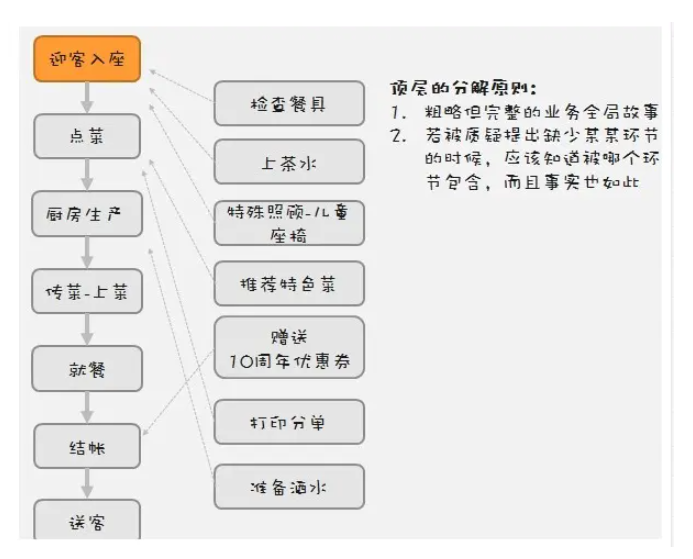 迎客入座
点菜
厨房生产
传菜-上菜
就餐
结帐
送客
检查餐具
上茶水
特殊照顾-儿童
座椅
推荐特色菜
赠送
10周年优惠券
打印分单
准备酒水
顶层的分解原则：
1. 粗略但完整的业务全局故事
2. 若被质疑提出缺少某某环节
的时候，应该知道被哪个环
节包含，而且事实也如此